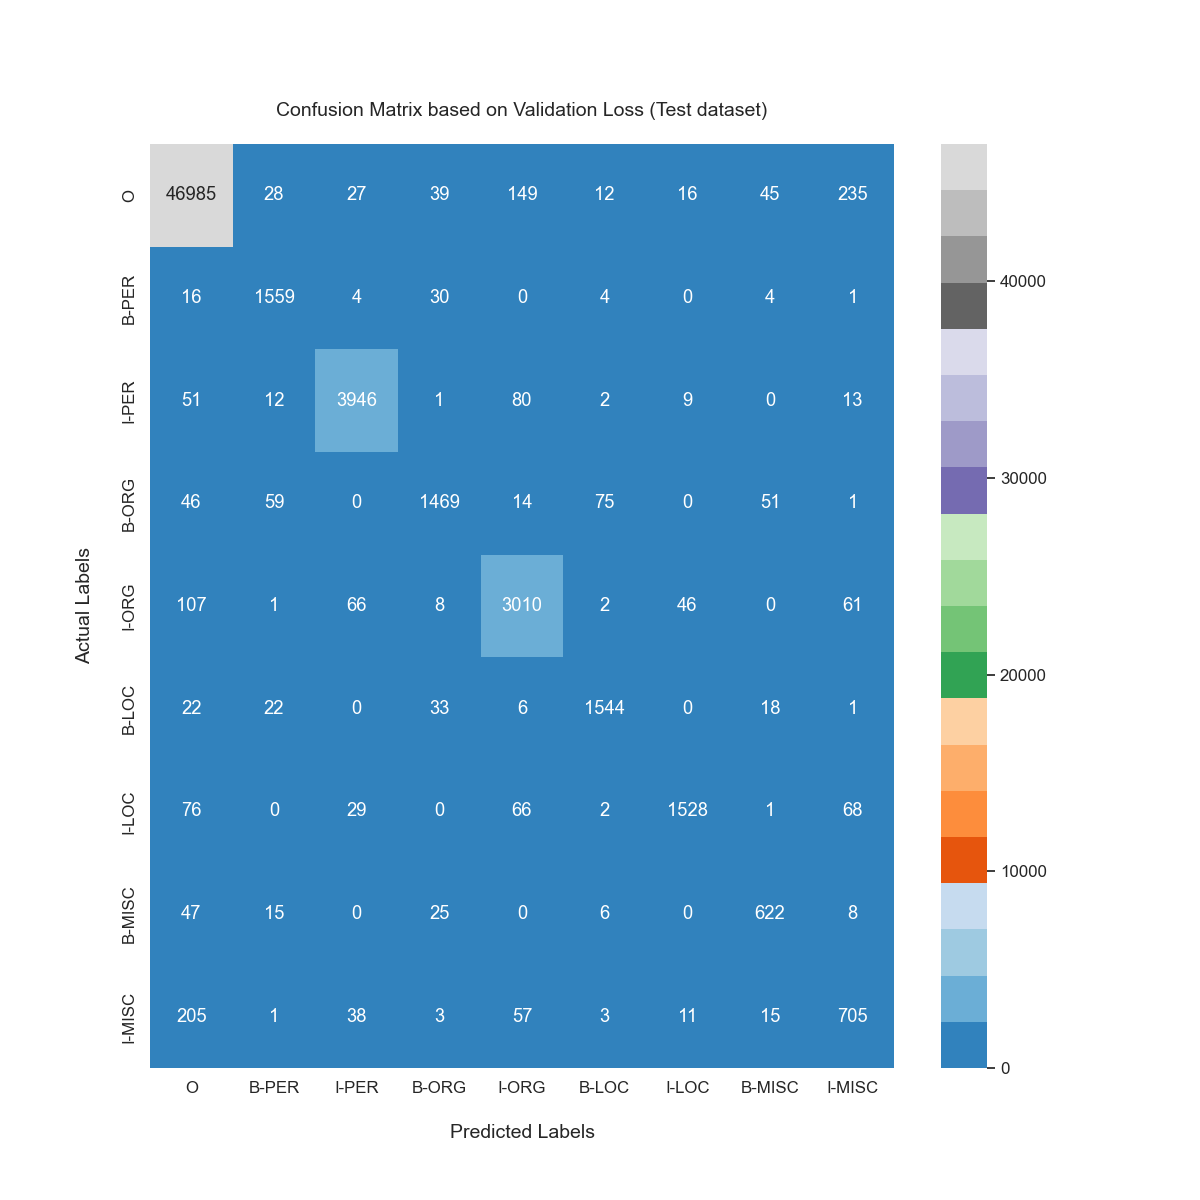 Confusion Matrix based on Validation Loss (Test dataset)
O 46985 28 27 39 149 12 16 45 235
B-PER 16 1559 4 30 0 4 0 4 1
I-PER 51 12 3946 1 80 2 9 0 13
B-ORG 46 59 0 1469 14 75 0 51 1
I-ORG 107 1 66 8 3010 2 46 0 61
B-LOC 22 22 0 33 6 1544 0 18 1
I-LOC 76 0 29 0 66 2 1528 1 68
B-MISC 47 15 0 25 0 6 0 622 8
I-MISC 205 1 38 3 57 3 11 15 705
O B-PER I-PER B-ORG I-ORG B-LOC I-LOC B-MISC I-MISC
Predicted Labels
Actual Labels
40000
30000
20000
10000
0